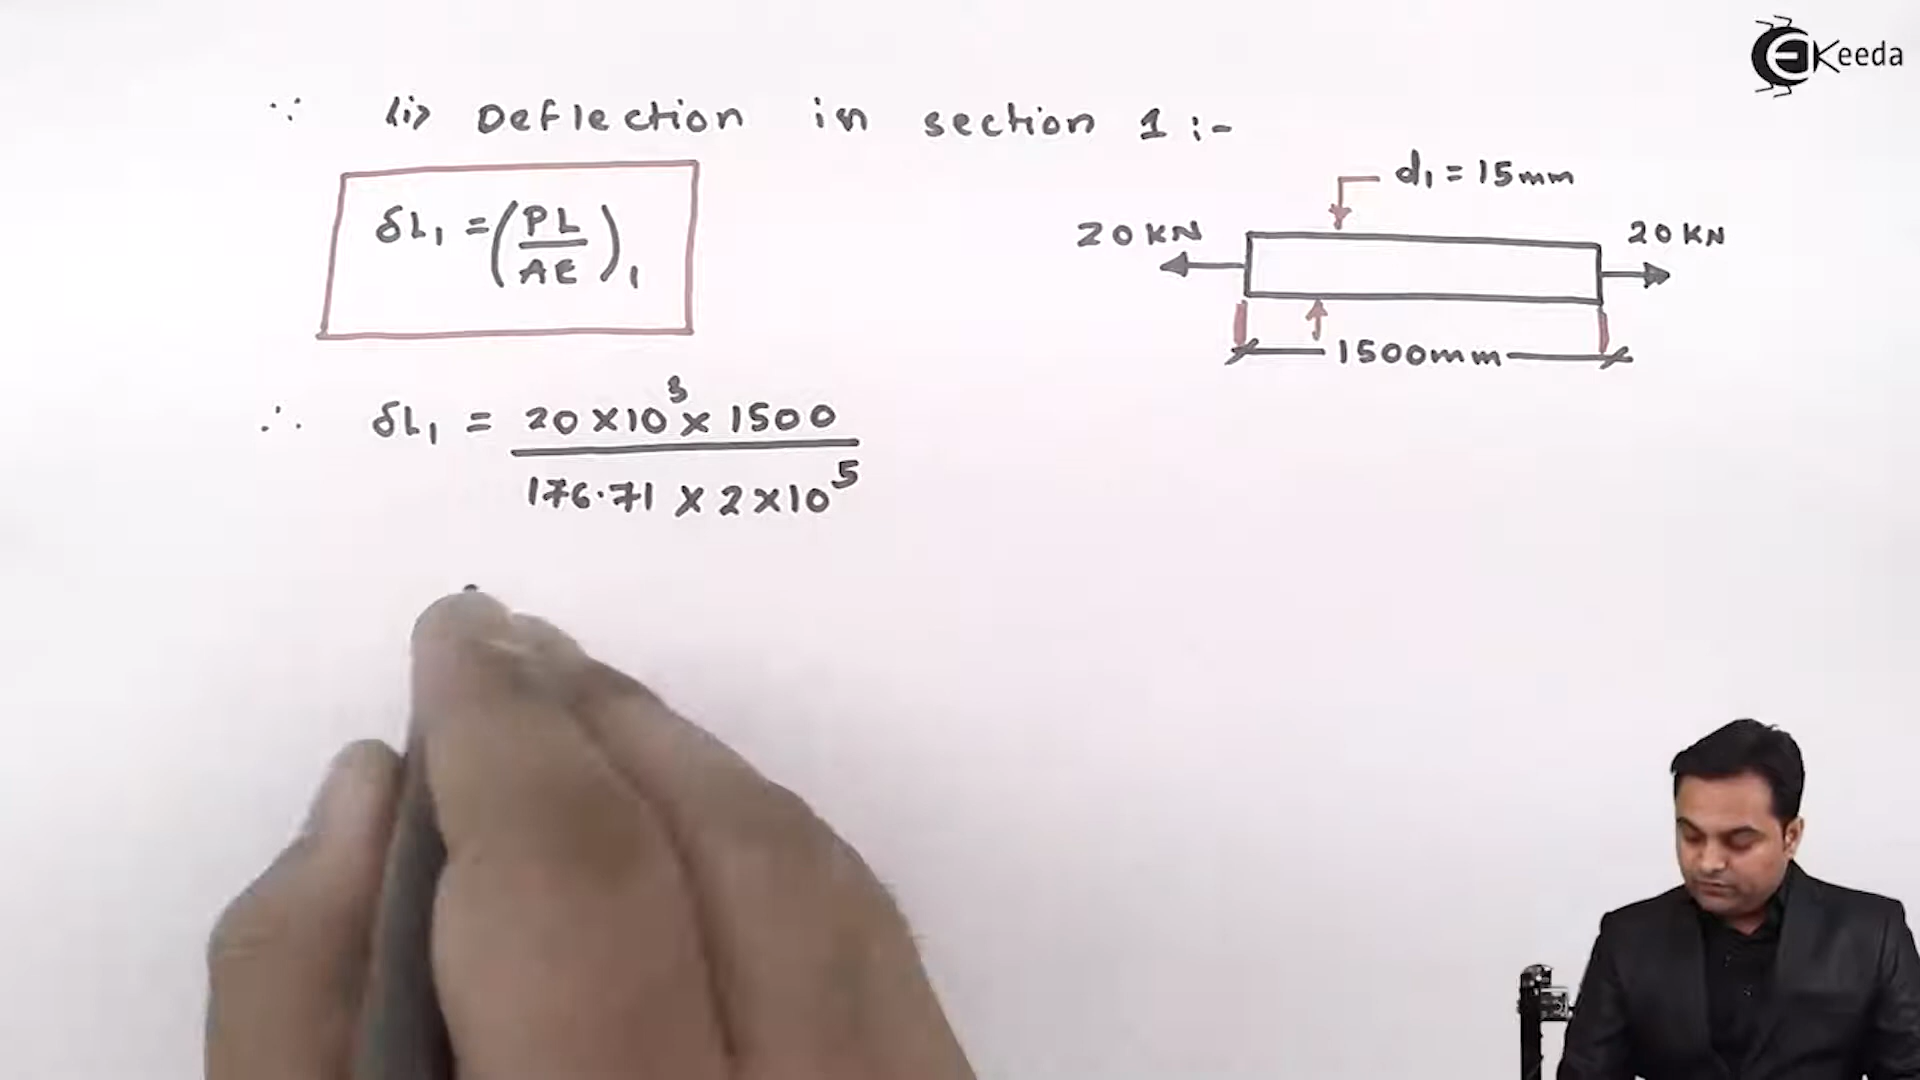 EKeeda
∵ (i) Deflection in section 1 :-
δL₁ = (PL/AE)₁
d₁ = 15mm
20 KN
20 KN
1500mm
∴ δL₁ = 20 × 10³ × 1500
176.71 × 2 × 10⁵